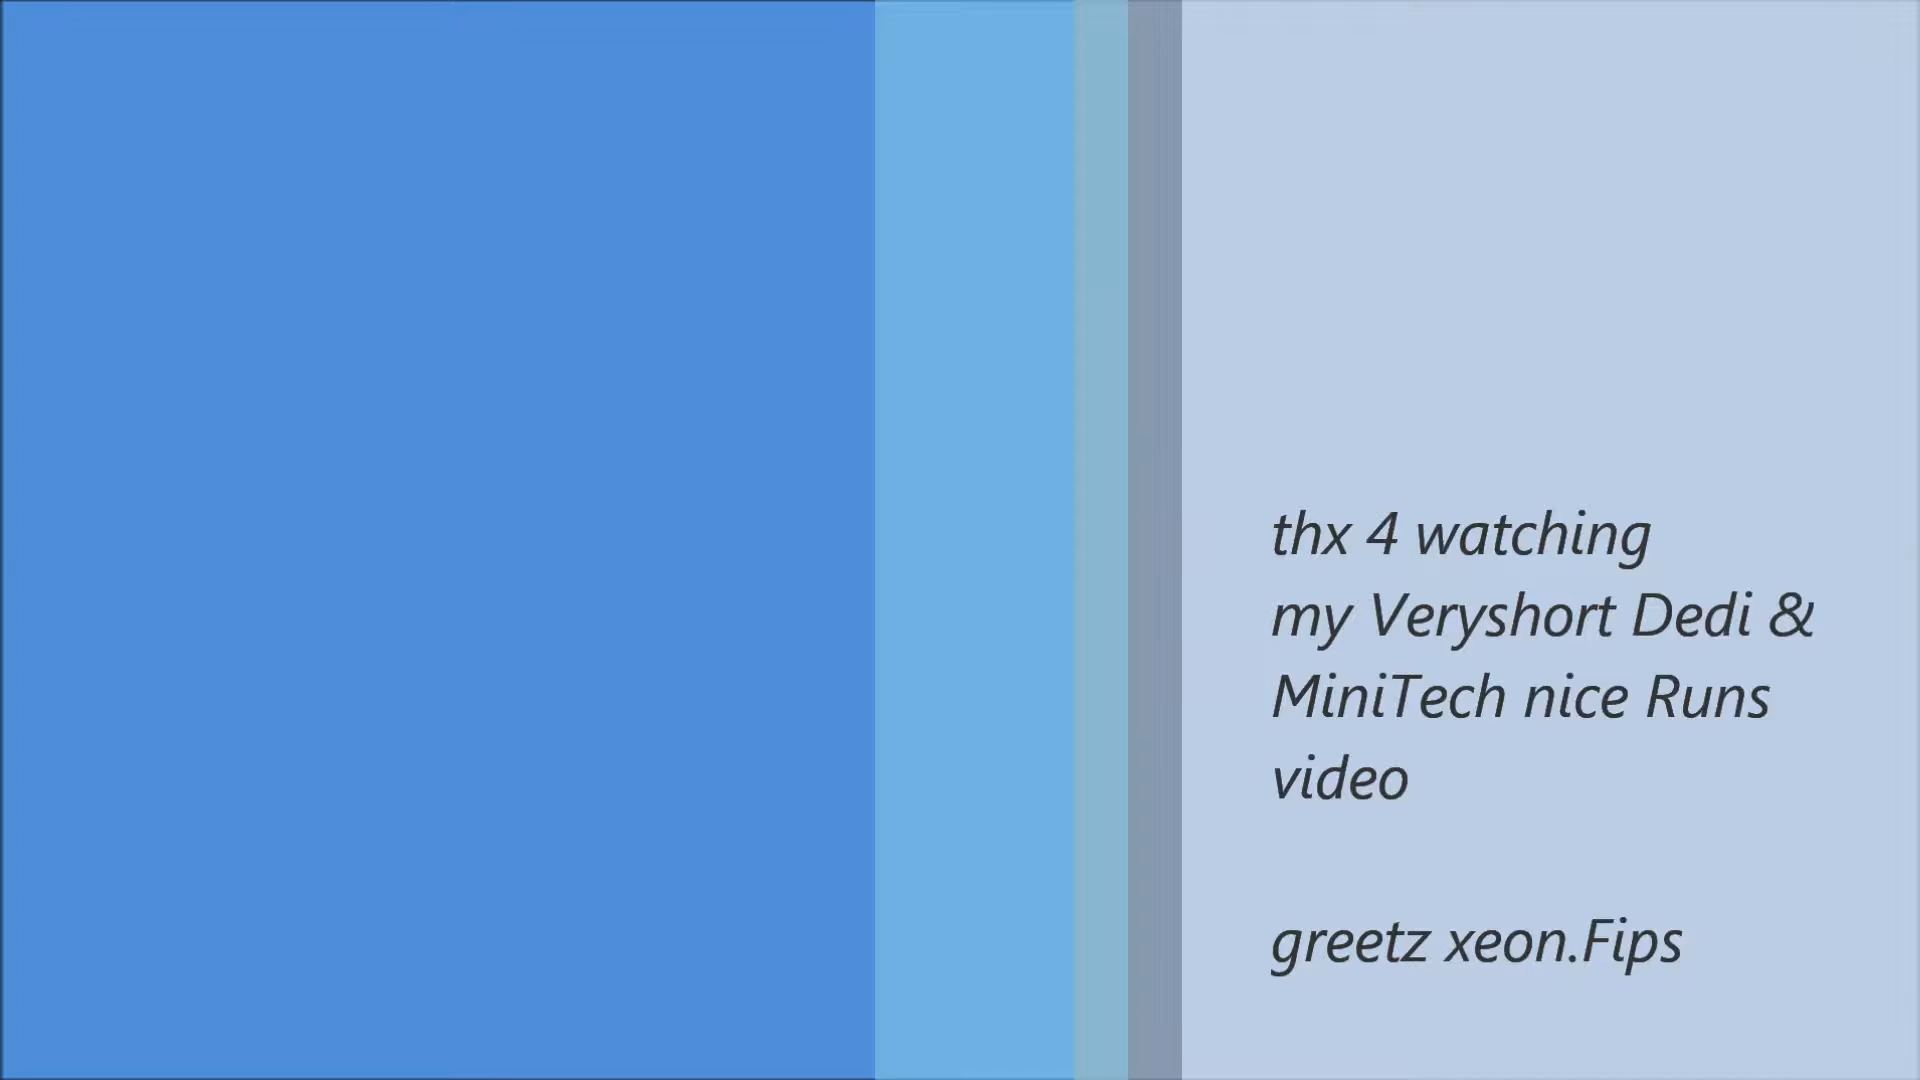 thx 4 watching
my Veryshort Dedi &
MiniTech nice Runs
video
greetz xeon.Fips